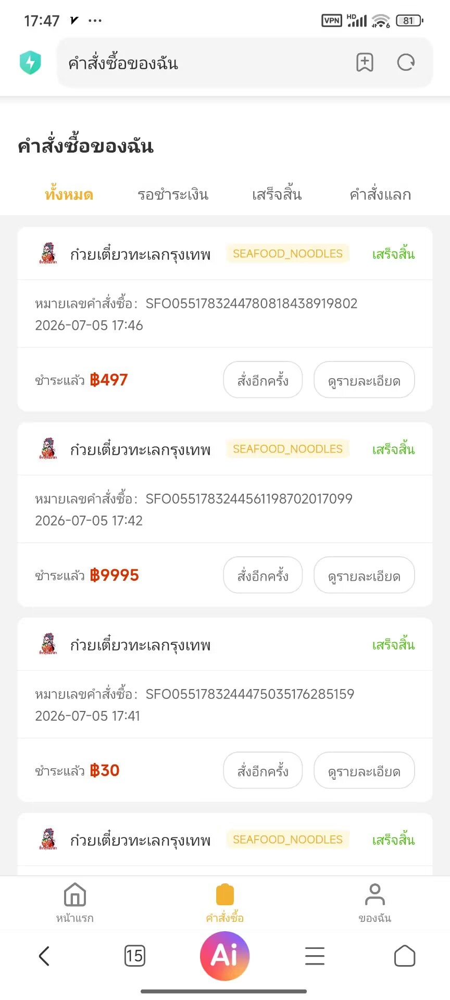 17:47
VPN HD 6 81
คำสั่งซื้อของฉัน
คำสั่งซื้อของฉัน
ทั้งหมด รอชำระเงิน เสร็จสิ้น คำสั่งแลก
ก๋วยเตี๋ยวทะเลกรุงเทพ SEAFOOD_NOODLES เสร็จสิ้น
หมายเลขคำสั่งซื้อ: SFO0551783244780818438919802
2026-07-05 17:46
ชำระแล้ว ฿497 สั่งอีกครั้ง ดูรายละเอียด
ก๋วยเตี๋ยวทะเลกรุงเทพ SEAFOOD_NOODLES เสร็จสิ้น
หมายเลขคำสั่งซื้อ: SFO0551783244561198702017099
2026-07-05 17:42
ชำระแล้ว ฿9995 สั่งอีกครั้ง ดูรายละเอียด
ก๋วยเตี๋ยวทะเลกรุงเทพ เสร็จสิ้น
หมายเลขคำสั่งซื้อ: SFO0551783244475035176285159
2026-07-05 17:41
ชำระแล้ว ฿30 สั่งอีกครั้ง ดูรายละเอียด
ก๋วยเตี๋ยวทะเลกรุงเทพ SEAFOOD_NOODLES เสร็จสิ้น
หน้าแรก คำสั่งซื้อ ของฉัน
15 Ai